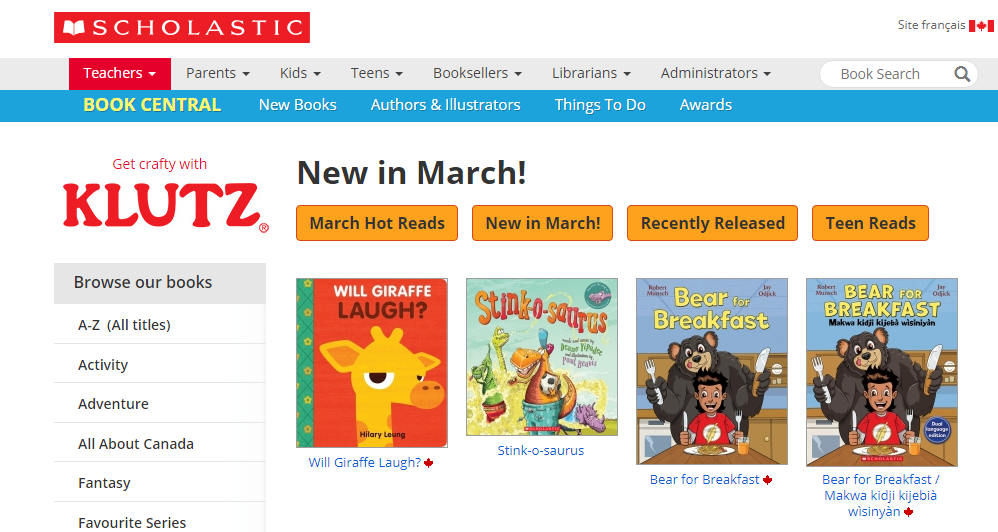 SCHOLASTIC
Site français
Teachers
Parents
Kids
Teens
Booksellers
Librarians
Administrators
Book Search
BOOK CENTRAL
New Books
Authors & Illustrators
Things To Do
Awards
Get crafty with
KLUTZ®
Browse our books
A-Z (All titles)
Activity
Adventure
All About Canada
Fantasy
Favourite Series
New in March!
March Hot Reads
New in March!
Recently Released
Teen Reads
WILL GIRAFFE
LAUGH?
Hilary Leung
Will Giraffe Laugh?
Stink-o-saurus
SCHOLASTIC
Stink-o-saurus
Robert
Munsch
Jay
Odjick
Bear for
Breakfast
Bear for Breakfast
Robert
Munsch
Jay
Odjick
BEAR FOR
BREAKFAST
Makwa kidji kijebà wìsiniyàn
Dual
language
edition
SCHOLASTIC
Bear for Breakfast /
Makwa kidji kijebià
wìsinyàn